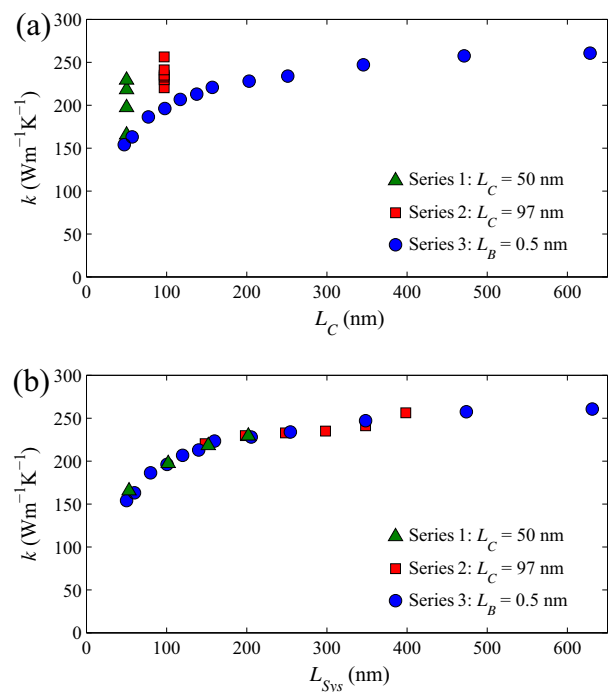 (a)
300
250
200
150
100
50
0
k (Wm⁻¹K⁻¹)
Series 1: L_C = 50 nm
Series 2: L_C = 97 nm
Series 3: L_B = 0.5 nm
0 100 200 300 400 500 600
L_C (nm)
(b)
300
250
200
150
100
50
0
k (Wm⁻¹K⁻¹)
Series 1: L_C = 50 nm
Series 2: L_C = 97 nm
Series 3: L_B = 0.5 nm
0 100 200 300 400 500 600
L_Sys (nm)